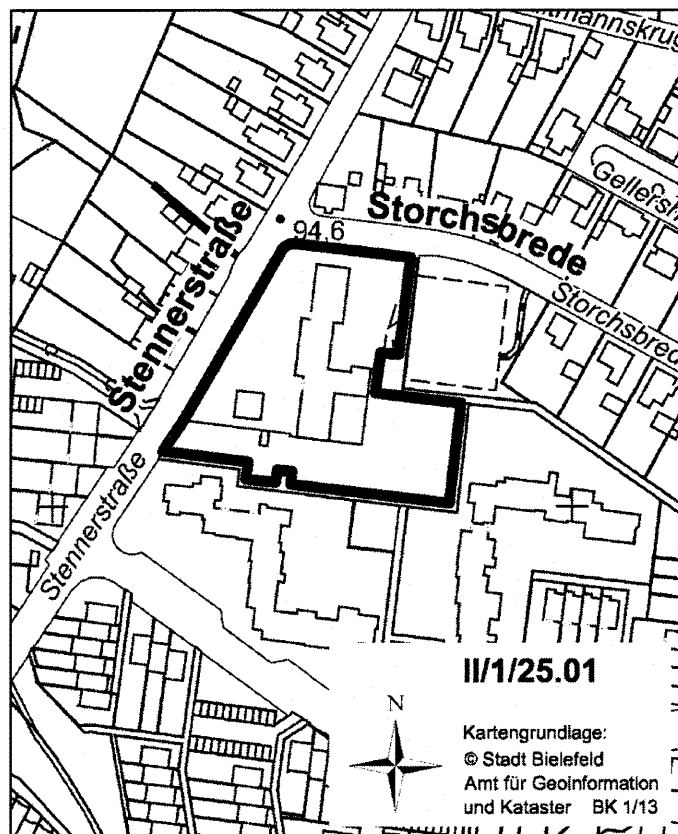 Stennerstraße
94,6
Storchsbrede
Storchsbrede
Stennerstraße
II/1/25.01
N
Kartengrundlage:
© Stadt Bielefeld
Amt für Geoinformation
und Kataster BK 1/13